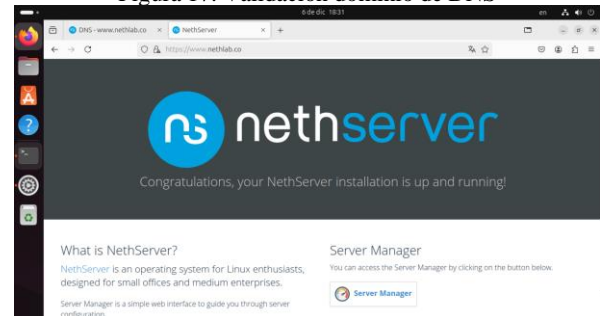 Figura 17. Validación dominio de DNS
6 de dic 18:31
en
DNS - www.nethlab.co
NethServer
https://www.nethlab.co
ns nethserver
Congratulations, your NethServer installation is up and running!
What is NethServer?
NethServer is an operating system for Linux enthusiasts,
designed for small offices and medium enterprises.
Server Manager is a simple web interface to guide you through server
configuration.
Server Manager
You can access the Server Manager by clicking on the button below.
Server Manager